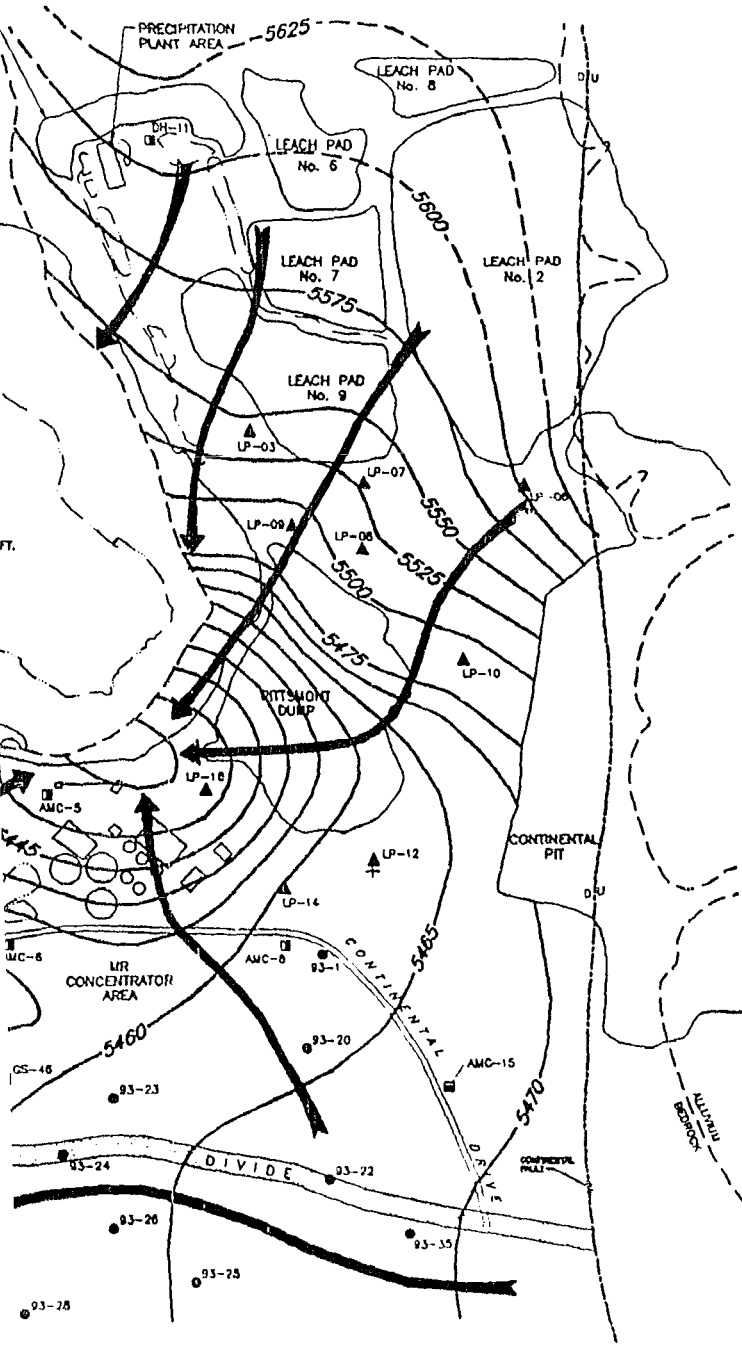 PRECIPITATION
PLANT AREA
5625
LEACH PAD
No. 8
D U
DH-11
LEACH PAD
No. 6
5600
LEACH PAD
No. 7
LEACH PAD
No. 2
5575
LEACH PAD
No. 9
LP-03
LP-07
5550
LP-09
LP-08
FT.
5525
5500
5475
LP-10
PITTSMONT
DUMP
LP-16
AMC-5
5445
CONTINENTAL
PIT
LP-12
LP-14
D U
5465
AMC-6
AMC-8
93-1
CONTINENTAL
DRIVE
MR
CONCENTRATOR
AREA
5460
93-20
AMC-15
GS-46
93-23
5470
ALLUVIUM
BEDROCK
93-24
DIVIDE
93-22
CONTINENTAL
FAULT
93-26
93-35
93-25
93-28